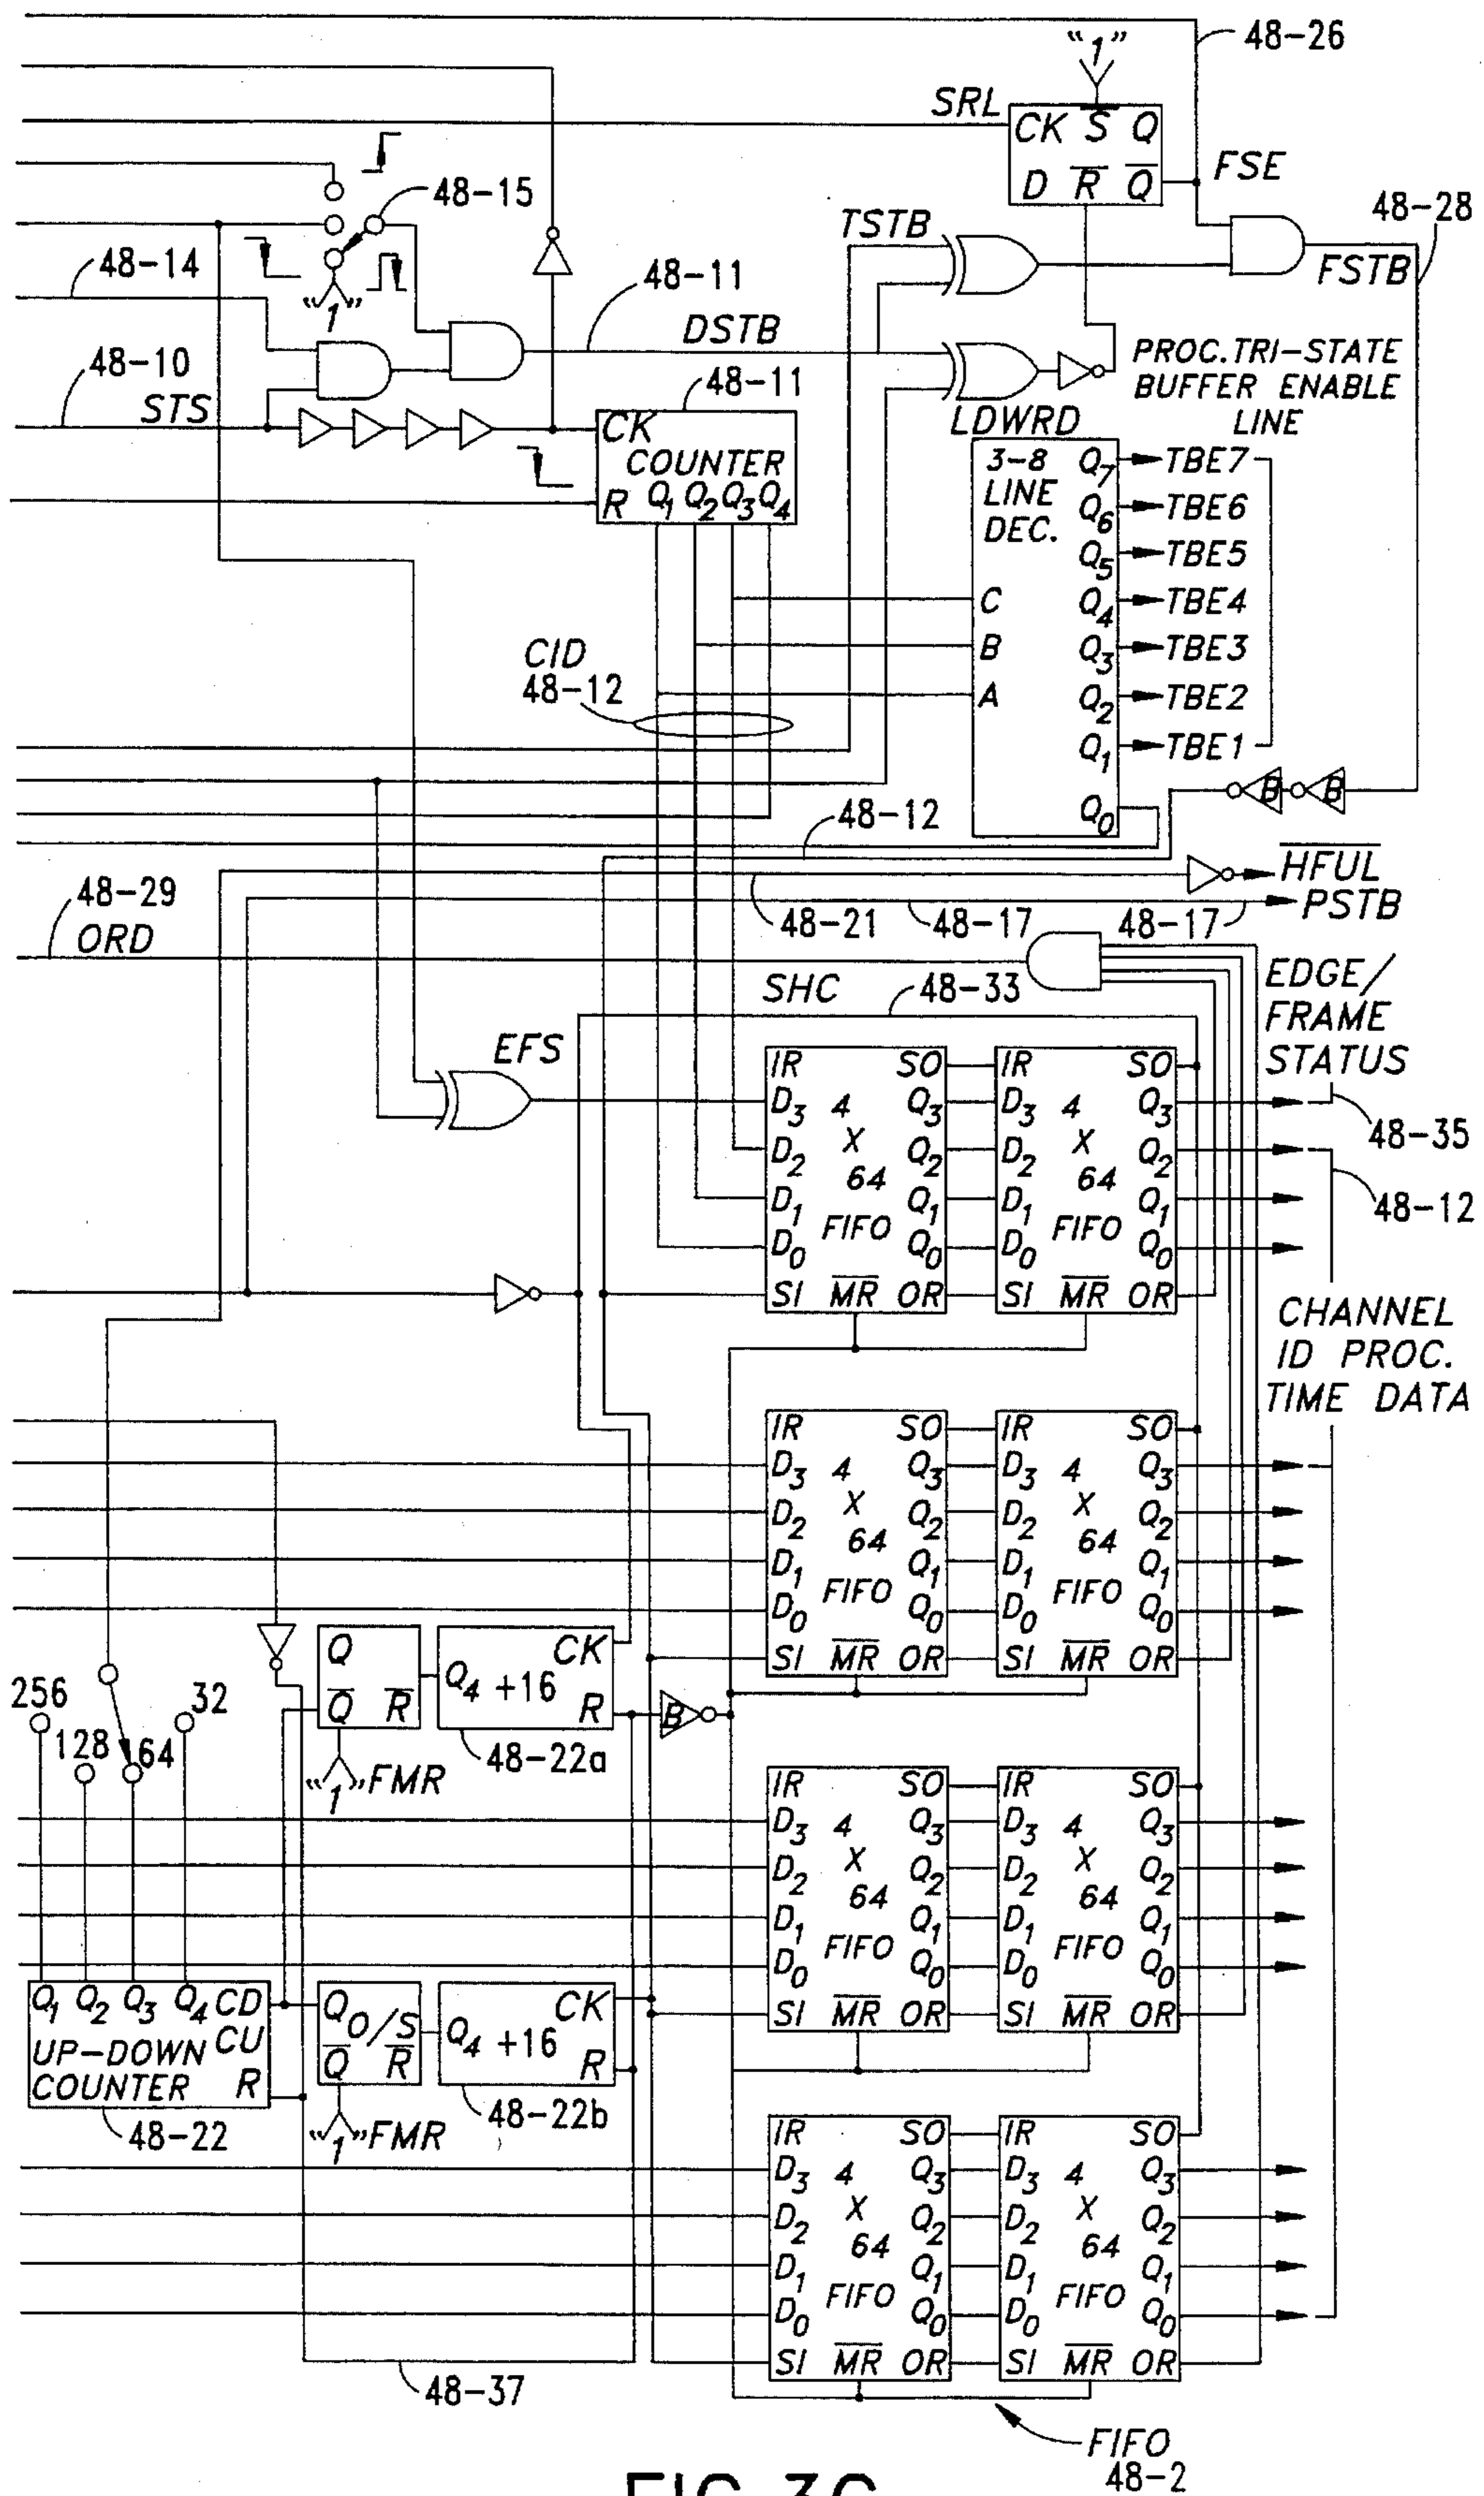 48-26
"1"
SRL
CK S Q
D R Q
FSE
48-28
48-15
TSTB
FSTB
48-14
"1"
48-11
DSTB
48-10
STS
48-11
PROC. TRI-STATE
BUFFER ENABLE
LINE
LDWRD
CK
COUNTER
R Q1 Q2 Q3 Q4
3-8
LINE
DEC.
Q7 TBE7
Q6 TBE6
Q5 TBE5
C Q4 TBE4
B Q3 TBE3
A Q2 TBE2
Q1 TBE1
Q0
CID
48-12
B B
48-12
HFUL
PSTB
48-29
ORD
48-21
48-17
48-17
SHC
48-33
EDGE/
FRAME
STATUS
48-35
48-12
EFS
IR SO IR SO
D3 4 Q3 D3 4 Q3
D2 X Q2 D2 X Q2
64 64
D1 Q1 D1 Q1
FIFO FIFO
D0 Q0 D0 Q0
SI MR OR SI MR OR
CHANNEL
ID PROC.
TIME DATA
IR SO IR SO
D3 4 Q3 D3 4 Q3
D2 X Q2 D2 X Q2
64 64
D1 Q1 D1 Q1
FIFO FIFO
D0 Q0 D0 Q0
SI MR OR SI MR OR
Q
Q R
Q4 +16 CK
R
B
48-22a
"1" FMR
256
128
64
32
IR SO IR SO
D3 4 Q3 D3 4 Q3
D2 X Q2 D2 X Q2
64 64
D1 Q1 D1 Q1
FIFO FIFO
D0 Q0 D0 Q0
SI MR OR SI MR OR
Q1 Q2 Q3 Q4 CD
UP-DOWN CU
COUNTER R
48-22
Q O/S
Q R
Q4 +16 CK
R
48-22b
"1" FMR
IR SO IR SO
D3 4 Q3 D3 4 Q3
D2 X Q2 D2 X Q2
64 64
D1 Q1 D1 Q1
FIFO FIFO
D0 Q0 D0 Q0
SI MR OR SI MR OR
48-37
FIFO
48-2